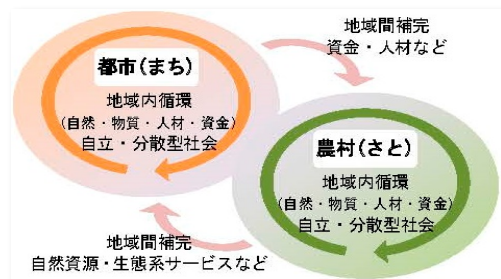 地域間補完
資金・人材など
都市(まち)
地域内循環
(自然・物質・人材・資金)
自立・分散型社会
農村(さと)
地域内循環
(自然・物質・人材・資金)
自立・分散型社会
地域間補完
自然資源・生態系サービスなど